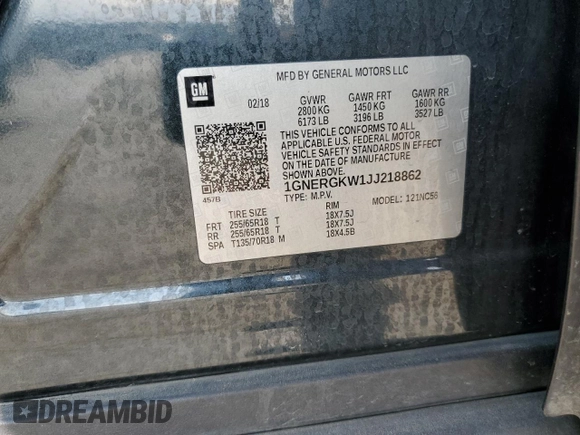 GM
MFD BY GENERAL MOTORS LLC
02/18 GVWR GAWR FRT GAWR RR
2800 KG 1450 KG 1600 KG
6173 LB 3196 LB 3527 LB
THIS VEHICLE CONFORMS TO ALL
APPLICABLE U.S. FEDERAL MOTOR
VEHICLE SAFETY STANDARDS IN EFFECT
ON THE DATE OF MANUFACTURE
SHOWN ABOVE.
1GNERGKW1JJ218862
457B TYPE: M.P.V. MODEL: 121NC56
TIRE SIZE RIM
FRT 255/65R18 T 18X7.5J
RR 255/65R18 T 18X7.5J
SPA T135/70R18 M 18X4.5B
DREAMBID